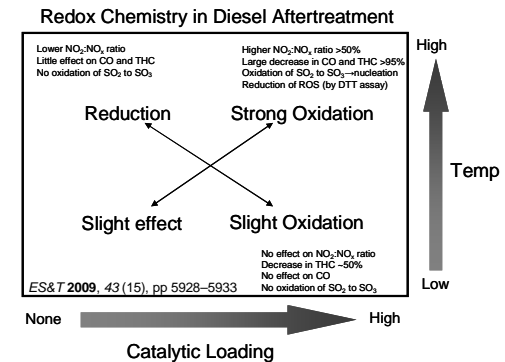 Redox Chemistry in Diesel Aftertreatment
Lower NO₂:NOₓ ratio
Little effect on CO and THC
No oxidation of SO₂ to SO₃
Higher NO₂:NOₓ ratio >50%
Large decrease in CO and THC >95%
Oxidation of SO₂ to SO₃→nucleation
Reduction of ROS (by DTT assay)
High
Reduction
Strong Oxidation
Temp
Slight effect
Slight Oxidation
No effect on NO₂:NOₓ ratio
Decrease in THC ~50%
No effect on CO
No oxidation of SO₂ to SO₃
ES&T 2009, 43 (15), pp 5928–5933
Low
None
High
Catalytic Loading